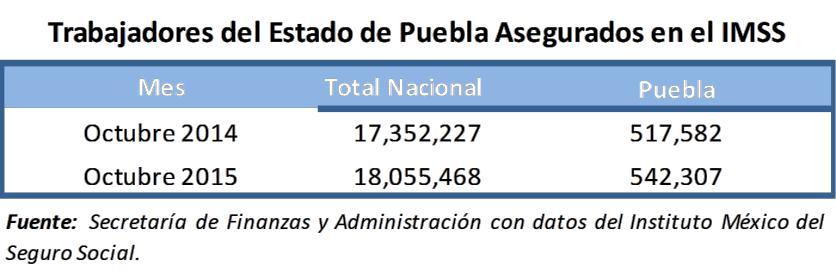 Trabajadores del Estado de Puebla Asegurados en el IMSS
Mes Total Nacional Puebla
Octubre 2014 17,352,227 517,582
Octubre 2015 18,055,468 542,307
Fuente: Secretaría de Finanzas y Administración con datos del Instituto México del
Seguro Social.